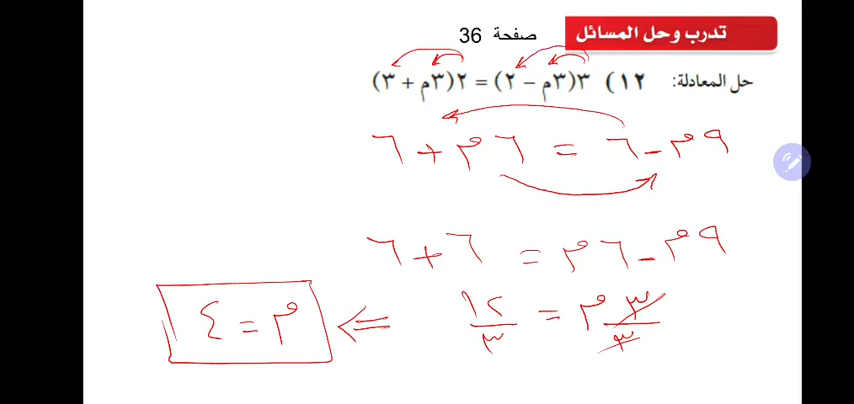 تدرب وحل المسائل صفحة 36
١٢) حل المعادلة: ٣(٣م − ٢) = ٢(٣م + ٣)
٩م − ٦ = ٦م + ٦
٩م − ٦م = ٦ + ٦
٣م/٣ = ١٢/٣ ⇐ م = ٤